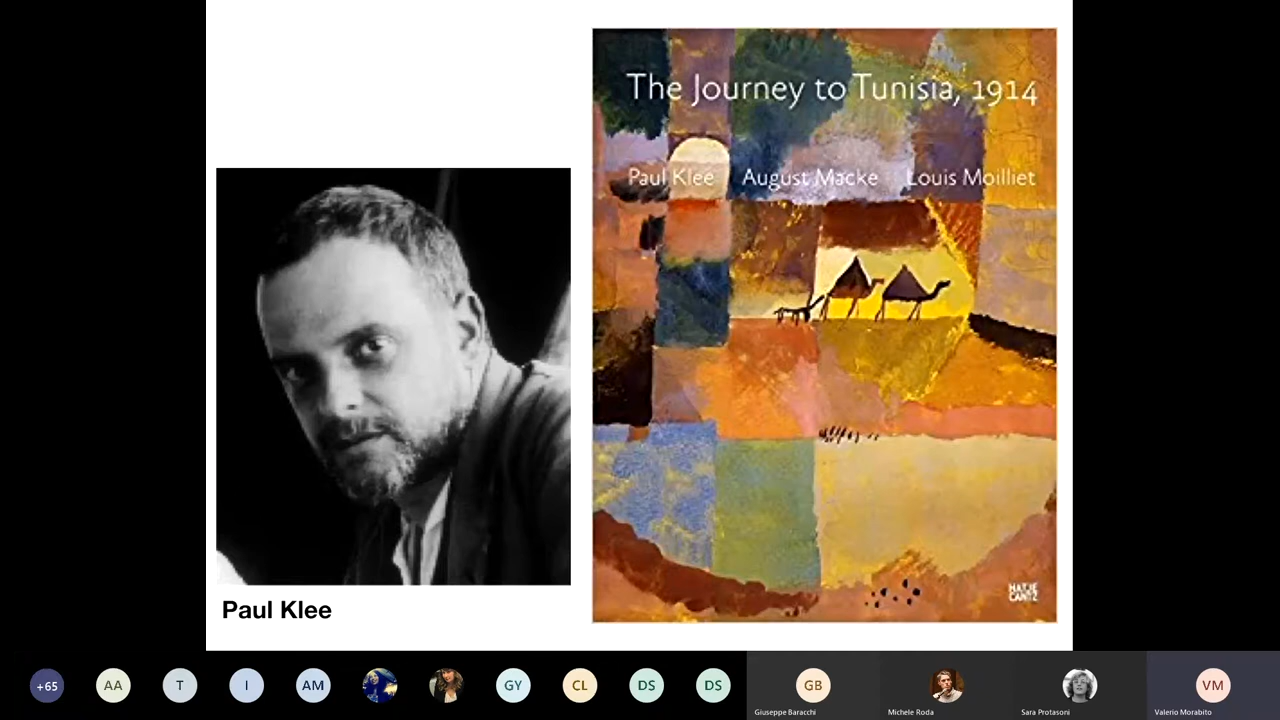 The Journey to Tunisia, 1914
Paul Klee August Macke Louis Moilliet
HATJE
CANTZ
Paul Klee
+65
AA
T
I
AM
GY
CL
DS
DS
GB
VM
Giuseppe Baracchi
Michele Roda
Sara Protasoni
Valerio Morabito